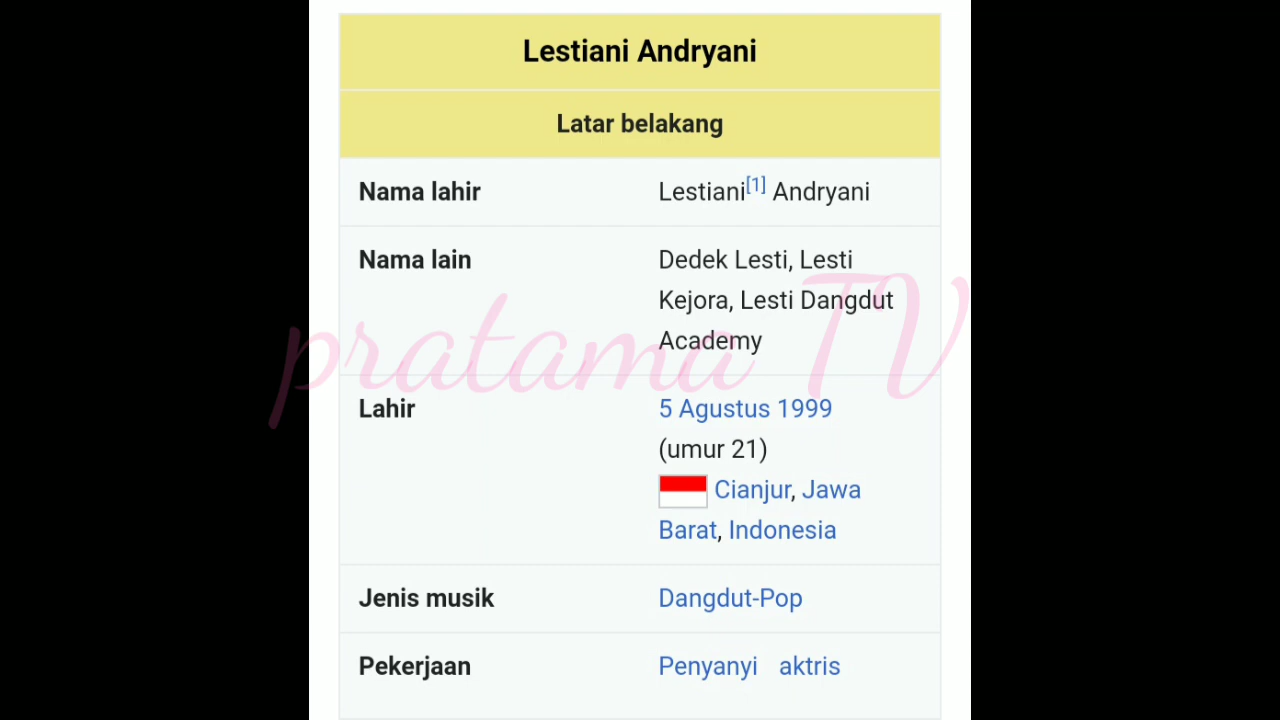 Lestiani Andryani
Latar belakang
Nama lahir Lestiani[1] Andryani
Nama lain Dedek Lesti, Lesti
Kejora, Lesti Dangdut
Academy
pratama TV
Lahir 5 Agustus 1999
(umur 21)
Cianjur, Jawa
Barat, Indonesia
Jenis musik Dangdut-Pop
Pekerjaan Penyanyi aktris